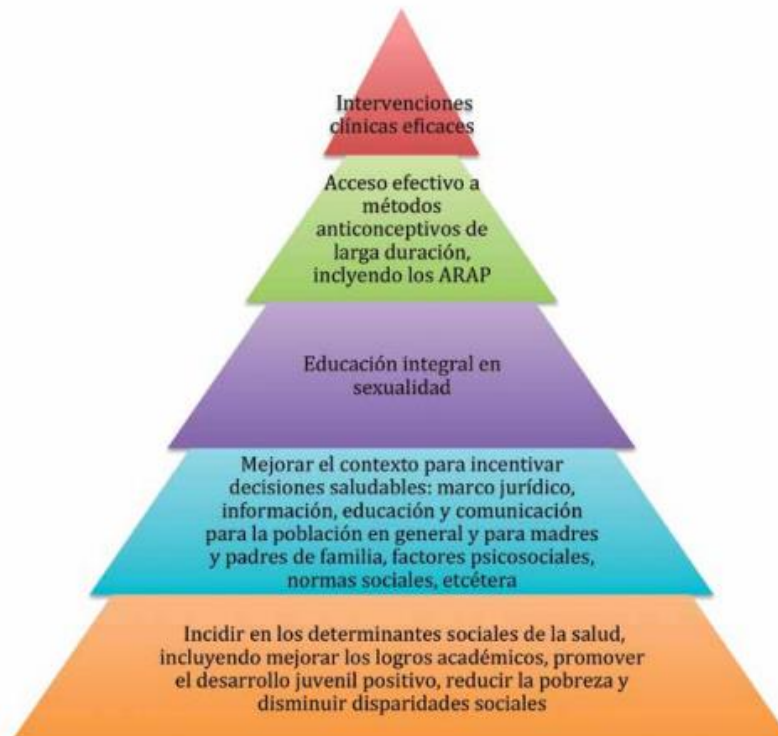 Intervenciones
clínicas eficaces
Acceso efectivo a
métodos
anticonceptivos de
larga duración,
inclyendo los ARAP
Educación integral en
sexualidad
Mejorar el contexto para incentivar
decisiones saludables: marco jurídico,
información, educación y comunicación
para la población en general y para madres
y padres de familia, factores psicosociales,
normas sociales, etcétera
Incidir en los determinantes sociales de la salud,
incluyendo mejorar los logros académicos, promover
el desarrollo juvenil positivo, reducir la pobreza y
disminuir disparidades sociales